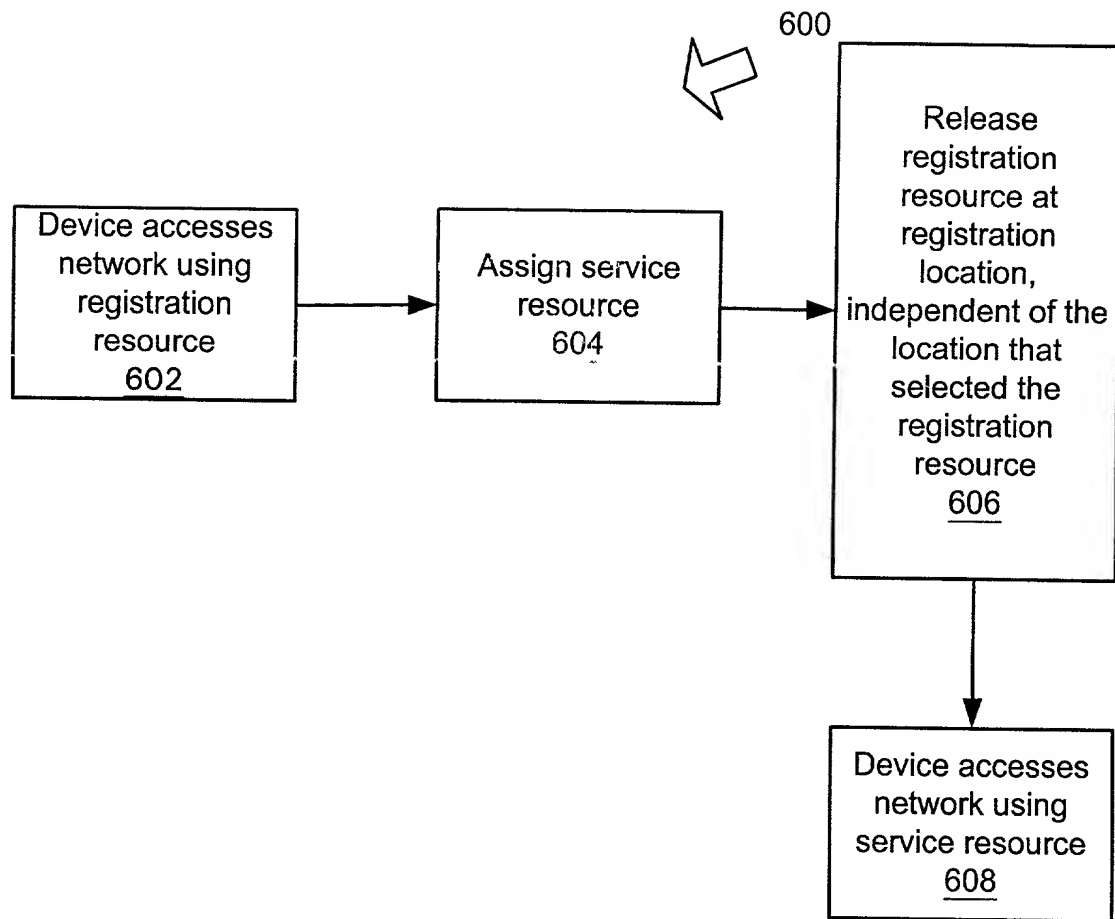 600
Device accesses
network using
registration
resource
602
Assign service
resource
604
Release
registration
resource at
registration
location,
independent of the
location that
selected the
registration
resource
606
Device accesses
network using
service resource
608